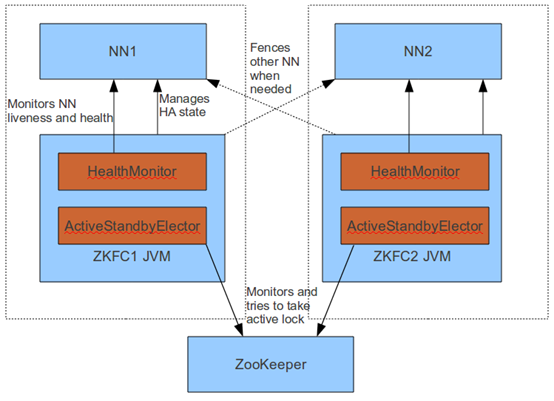 NN1
Fences
other NN
when
needed
NN2
Monitors NN
liveness and health
Manages
HA state
HealthMonitor
ActiveStandbyElector
ZKFC1 JVM
HealthMonitor
ActiveStandbyElector
ZKFC2 JVM
Monitors and
tries to take
active lock
ZooKeeper